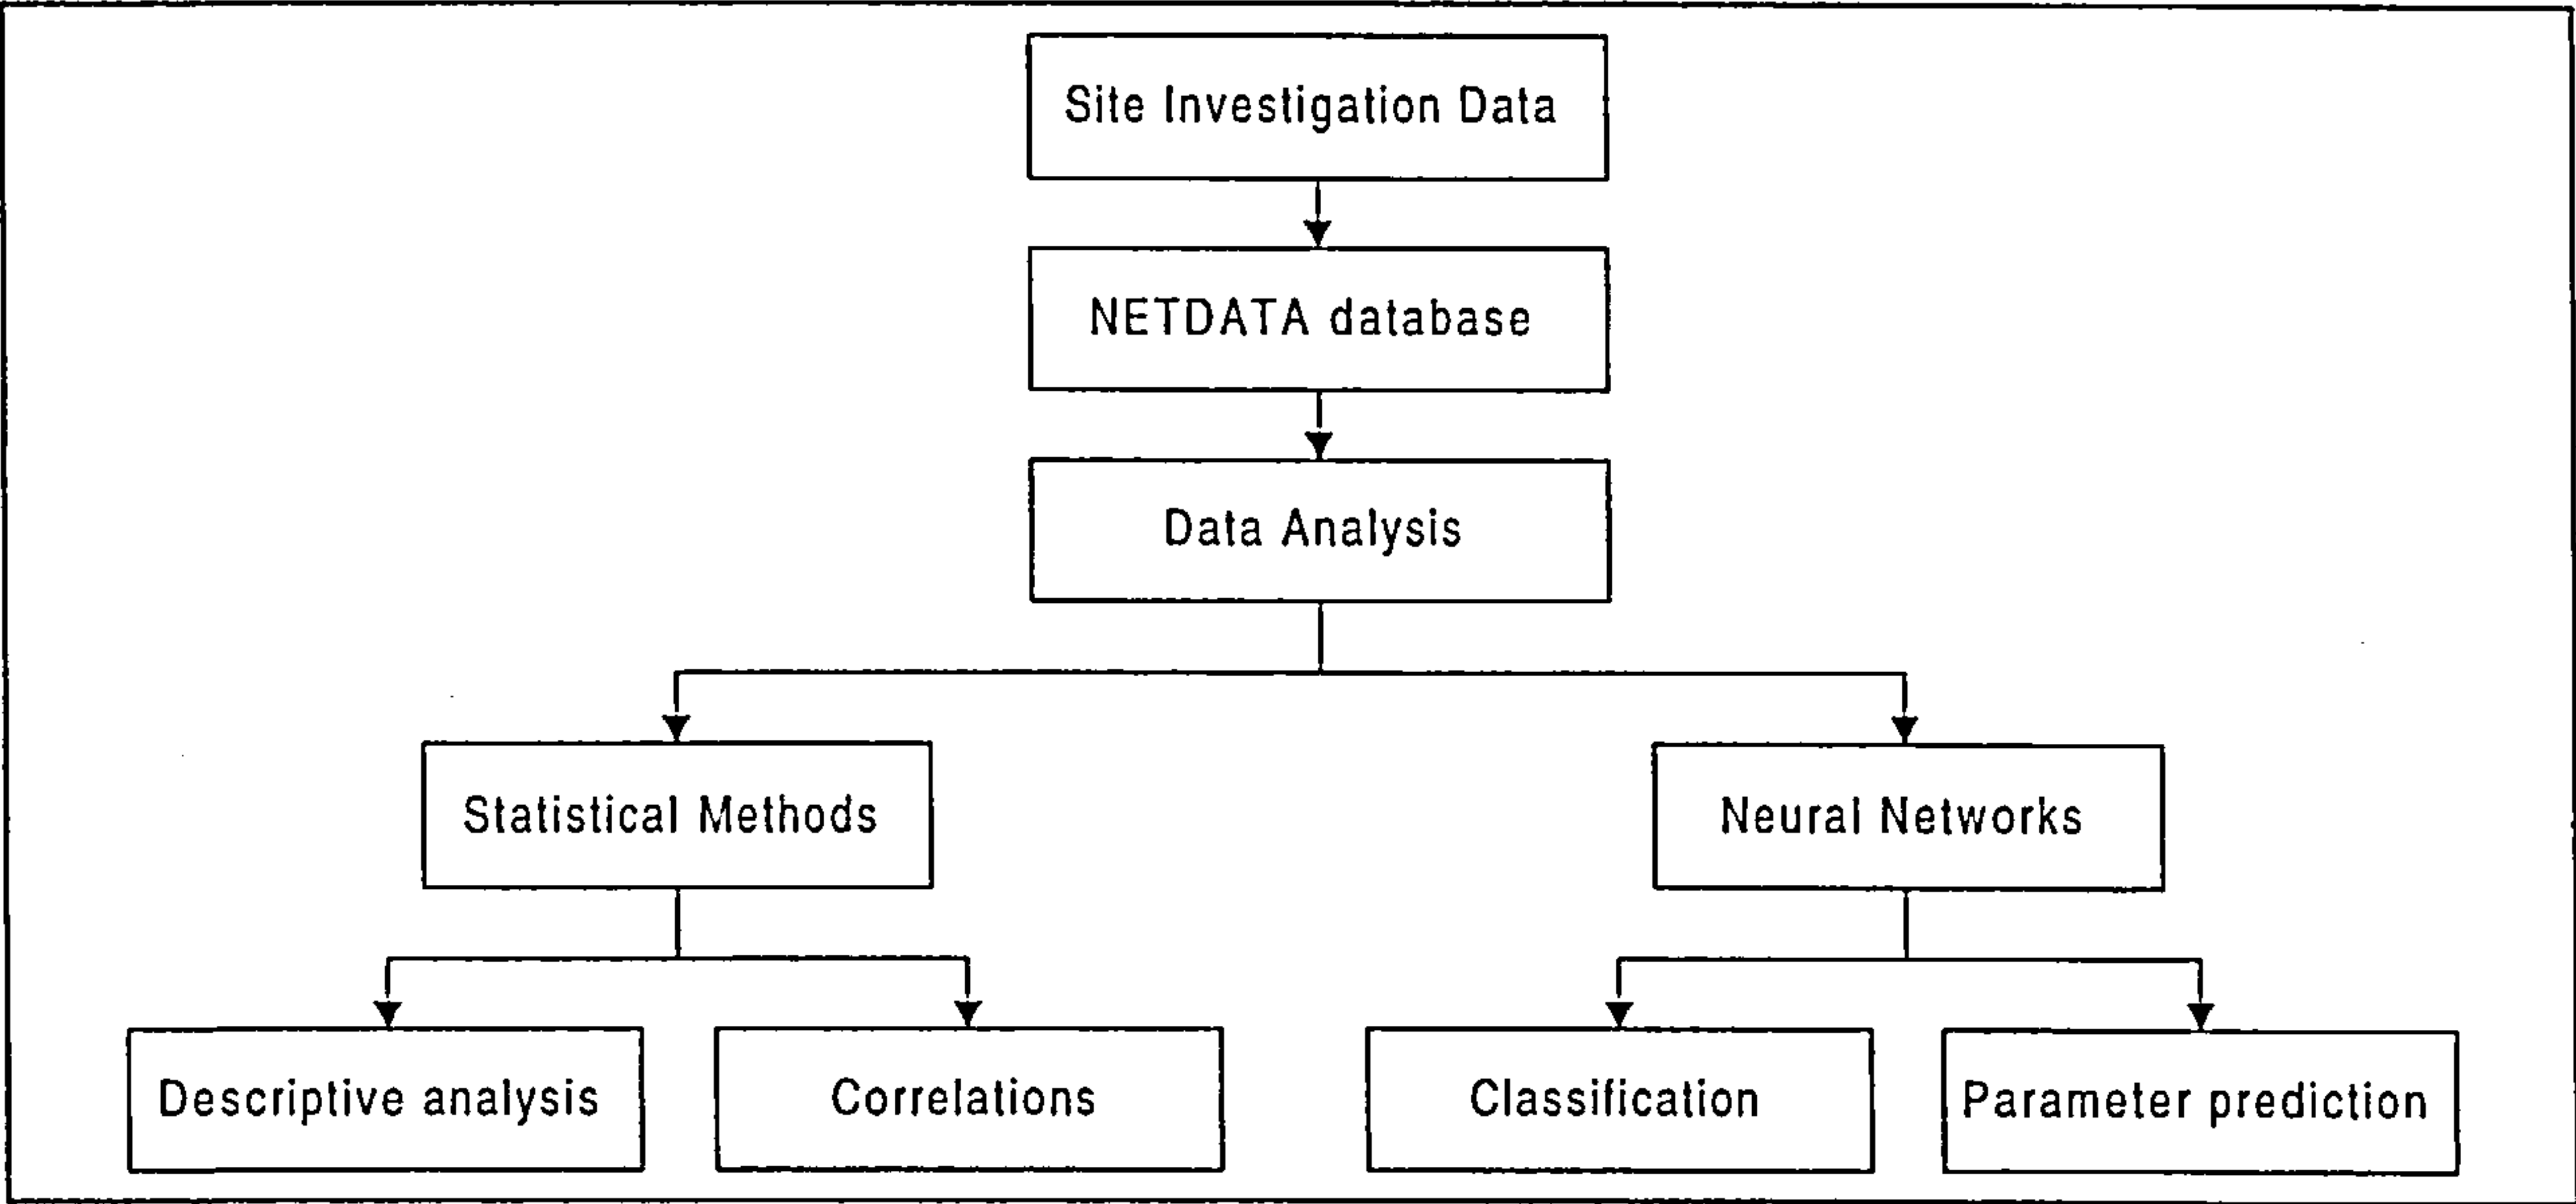 Site Investigation Data
NETDATA database
Data Analysis
Statistical Methods
Neural Networks
Descriptive analysis
Correlations
Classification
Parameter prediction